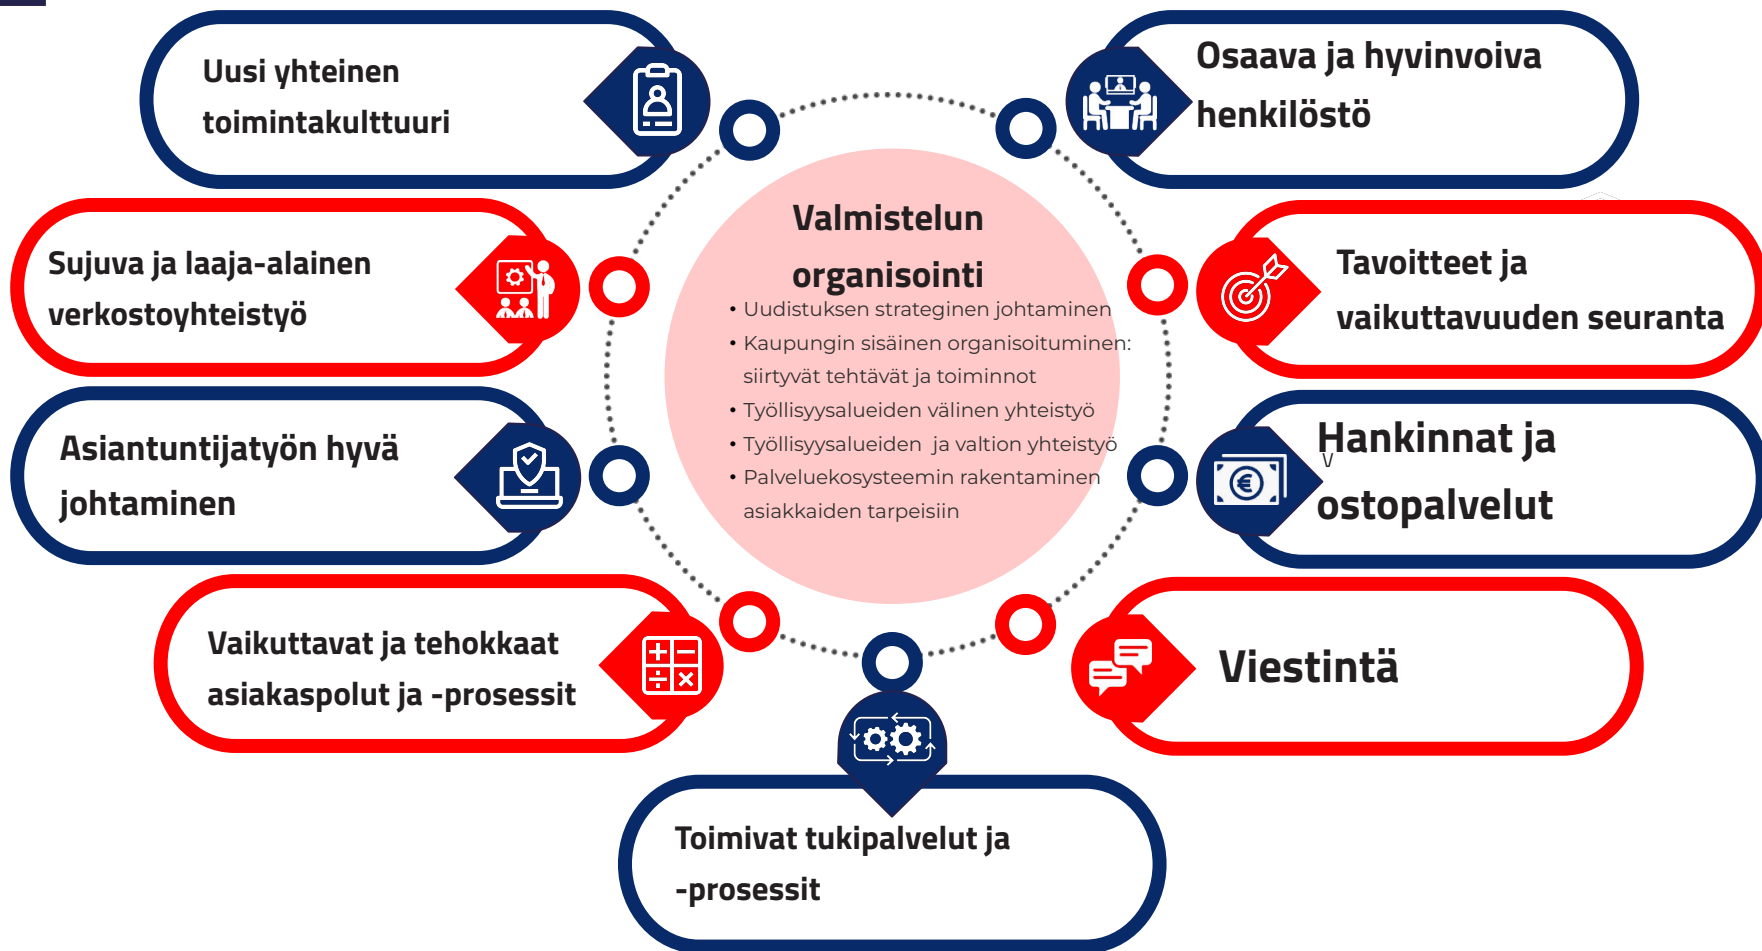 Uusi yhteinen
toimintakulttuuri
Osaava ja hyvinvoiva
henkilöstö
Sujuva ja laaja-alainen
verkostoyhteistyö
Valmistelun
organisointi
• Uudistuksen strateginen johtaminen
• Kaupungin sisäinen organisoituminen:
siirtyvät tehtävät ja toiminnot
• Työllisyysalueiden välinen yhteistyö
• Työllisyysalueiden ja valtion yhteistyö
• Palveluekosysteemin rakentaminen
asiakkaiden tarpeisiin
Tavoitteet ja
vaikuttavuuden seuranta
Asiantuntijatyön hyvä
johtaminen
Hankinnat ja
v
ostopalvelut
Vaikuttavat ja tehokkaat
asiakaspolut ja -prosessit
Viestintä
Toimivat tukipalvelut ja
-prosessit